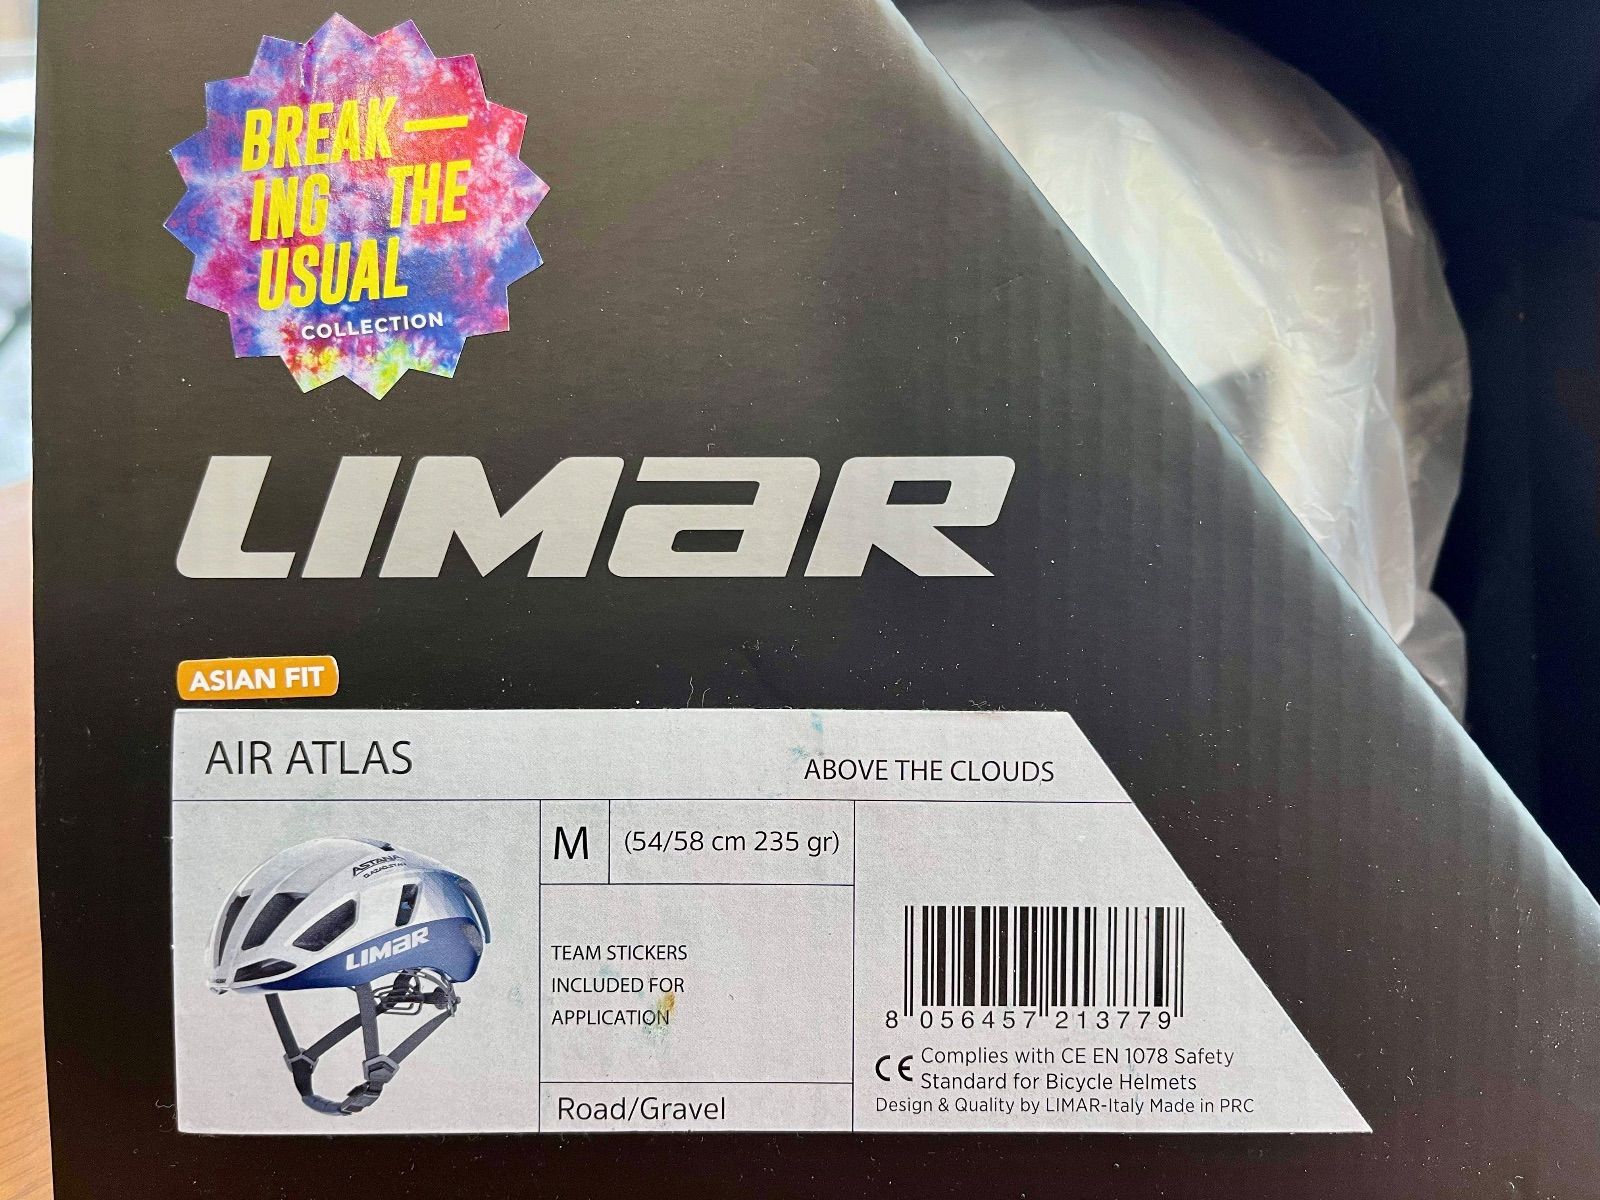 BREAK—
ING THE
USUAL
COLLECTION
LIMAR
ASIAN FIT
AIR ATLAS
ABOVE THE CLOUDS
M
(54/58 cm 235 gr)
ASTANA
LIMAR
TEAM STICKERS
INCLUDED FOR
APPLICATION
Road/Gravel
8 056457 213779
CE Complies with CE EN 1078 Safety
Standard for Bicycle Helmets
Design & Quality by LIMAR-Italy Made in PRC